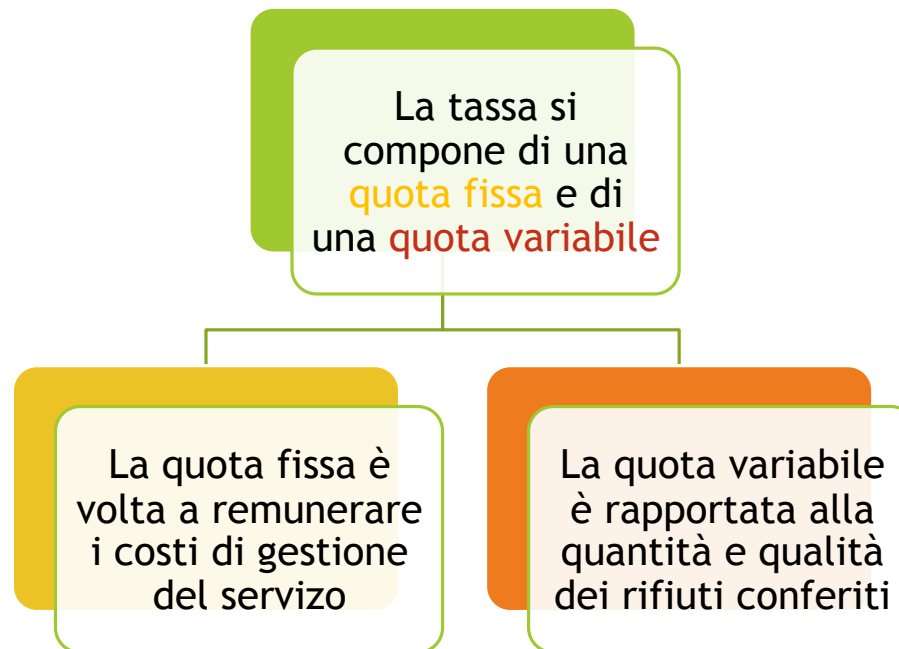 La tassa si
compone di una
quota fissa e di
una quota variabile
La quota fissa è
volta a remunerare
i costi di gestione
del servizo
La quota variabile
è rapportata alla
quantità e qualità
dei rifiuti conferiti